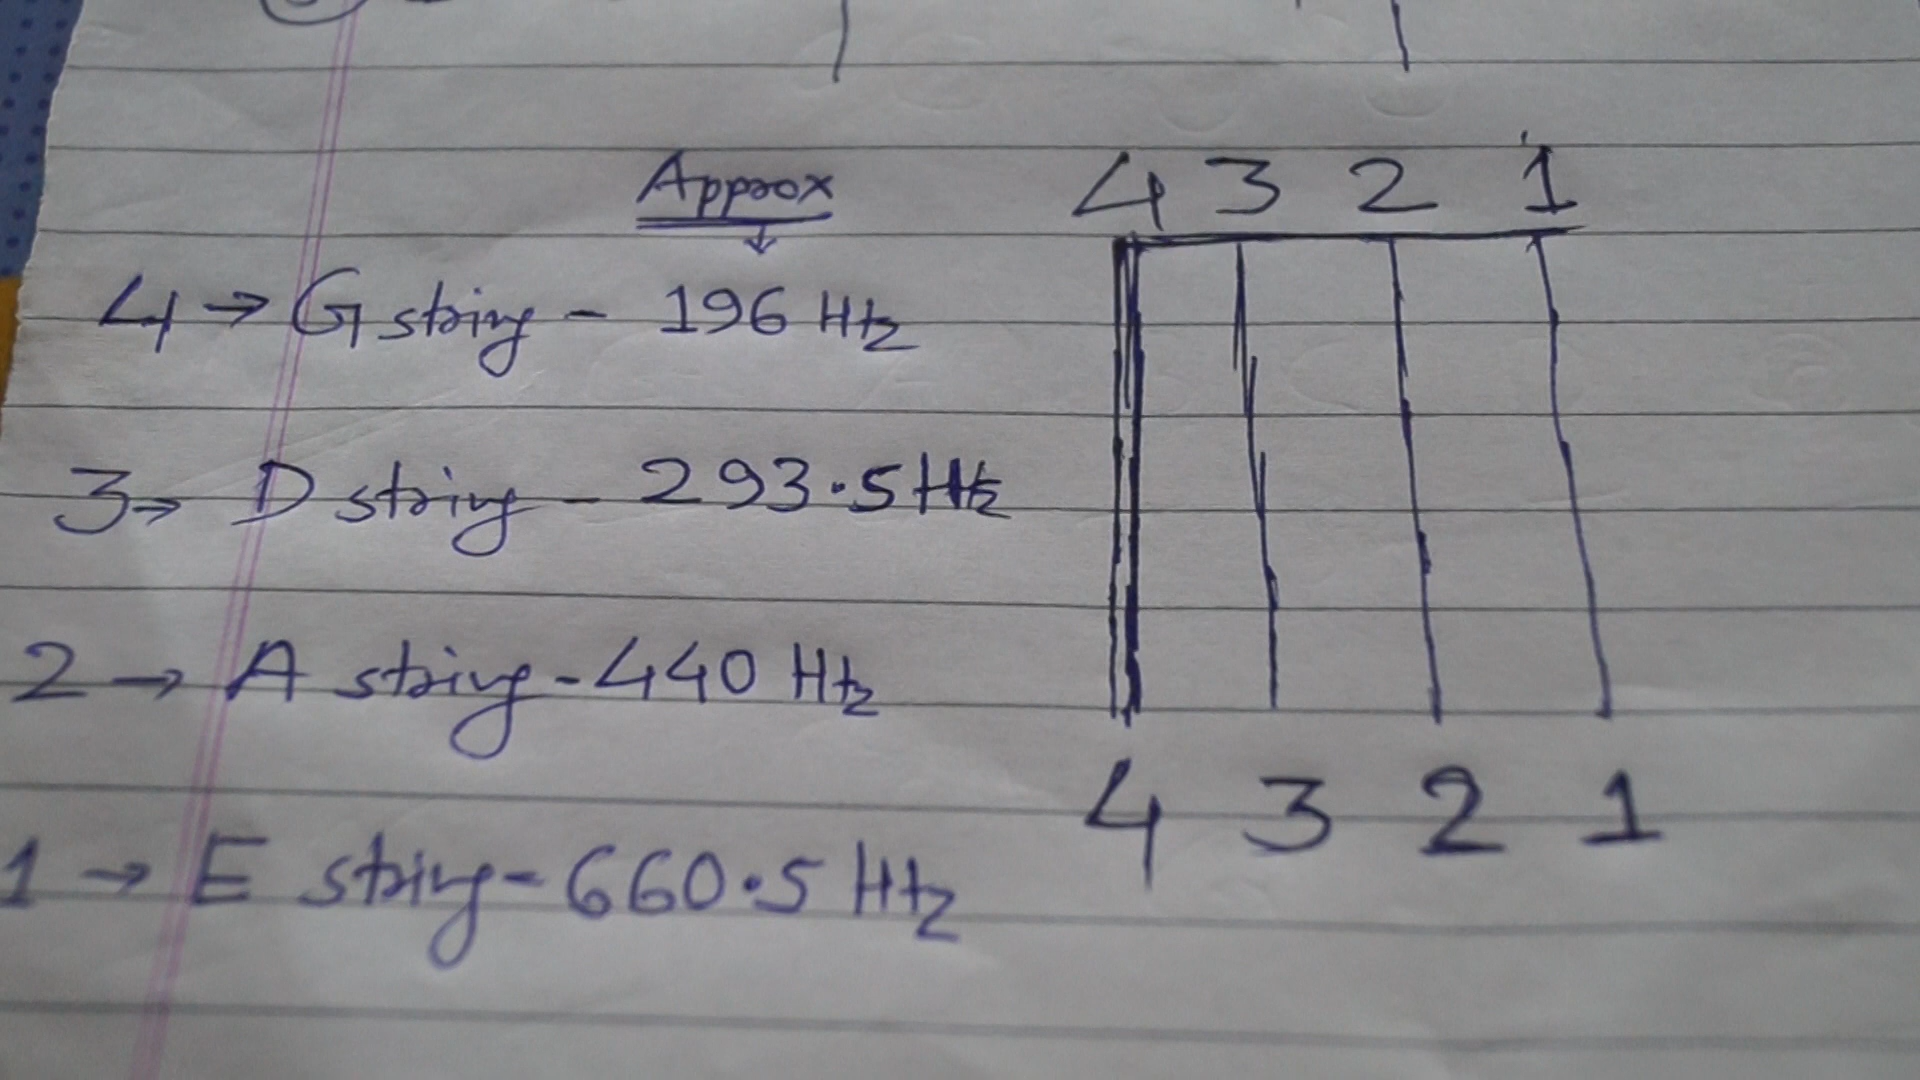 Approx
↓
4 3 2 1
4 → G string - 196 Hz
3 → D string - 293.5 Hz
2 → A string - 440 Hz
4 3 2 1
1 → E string - 660.5 Hz